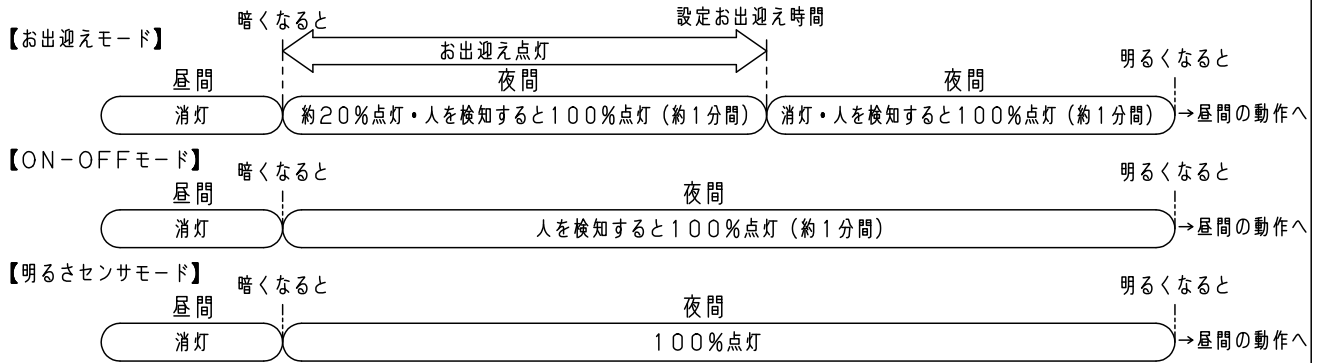 暗くなると 設定お出迎え時間
【お出迎えモード】 お出迎え点灯 明るくなると
昼間 夜間 夜間
消灯 約20%点灯・人を検知すると100%点灯(約1分間) 消灯・人を検知すると100%点灯(約1分間) →昼間の動作へ
【ON-OFFモード】 暗くなると 明るくなると
昼間 夜間
消灯 人を検知すると100%点灯(約1分間) →昼間の動作へ
【明るさセンサモード】 暗くなると 明るくなると
昼間 夜間
消灯 100%点灯 →昼間の動作へ